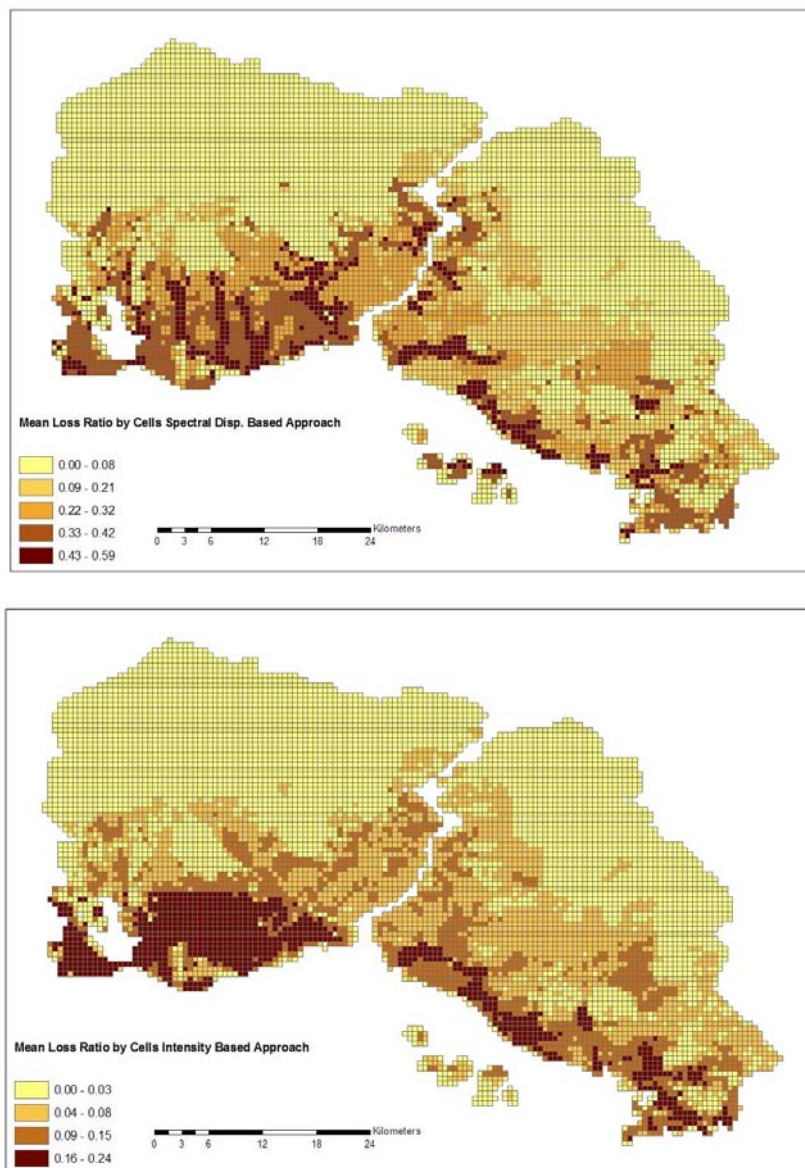 Mean Loss Ratio by Cells Spectral Disp. Based Approach
0.00 - 0.08
0.09 - 0.21
0.22 - 0.32
0.33 - 0.42
0.43 - 0.59
Kilometers
0 3 6 12 18 24
Mean Loss Ratio by Cells Intensity Based Approach
0.00 - 0.03
0.04 - 0.08
0.09 - 0.15
0.16 - 0.24
Kilometers
0 3 6 12 18 24